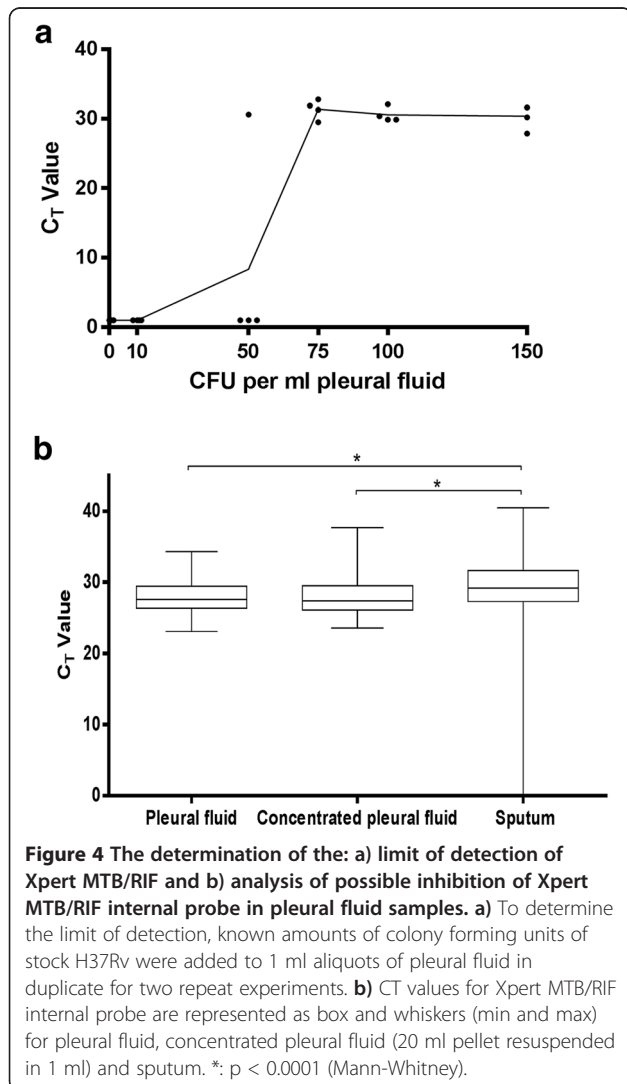 a
40
30
20
10
0
C_T Value
0 10 50 75 100 150
CFU per ml pleural fluid
b
* 
*
40
30
20
10
0
C_T Value
Pleural fluid Concentrated pleural fluid Sputum
Figure 4 The determination of the: a) limit of detection of
Xpert MTB/RIF and b) analysis of possible inhibition of Xpert
MTB/RIF internal probe in pleural fluid samples. a) To determine
the limit of detection, known amounts of colony forming units of
stock H37Rv were added to 1 ml aliquots of pleural fluid in
duplicate for two repeat experiments. b) CT values for Xpert MTB/RIF
internal probe are represented as box and whiskers (min and max)
for pleural fluid, concentrated pleural fluid (20 ml pellet resuspended
in 1 ml) and sputum. *: p < 0.0001 (Mann-Whitney).